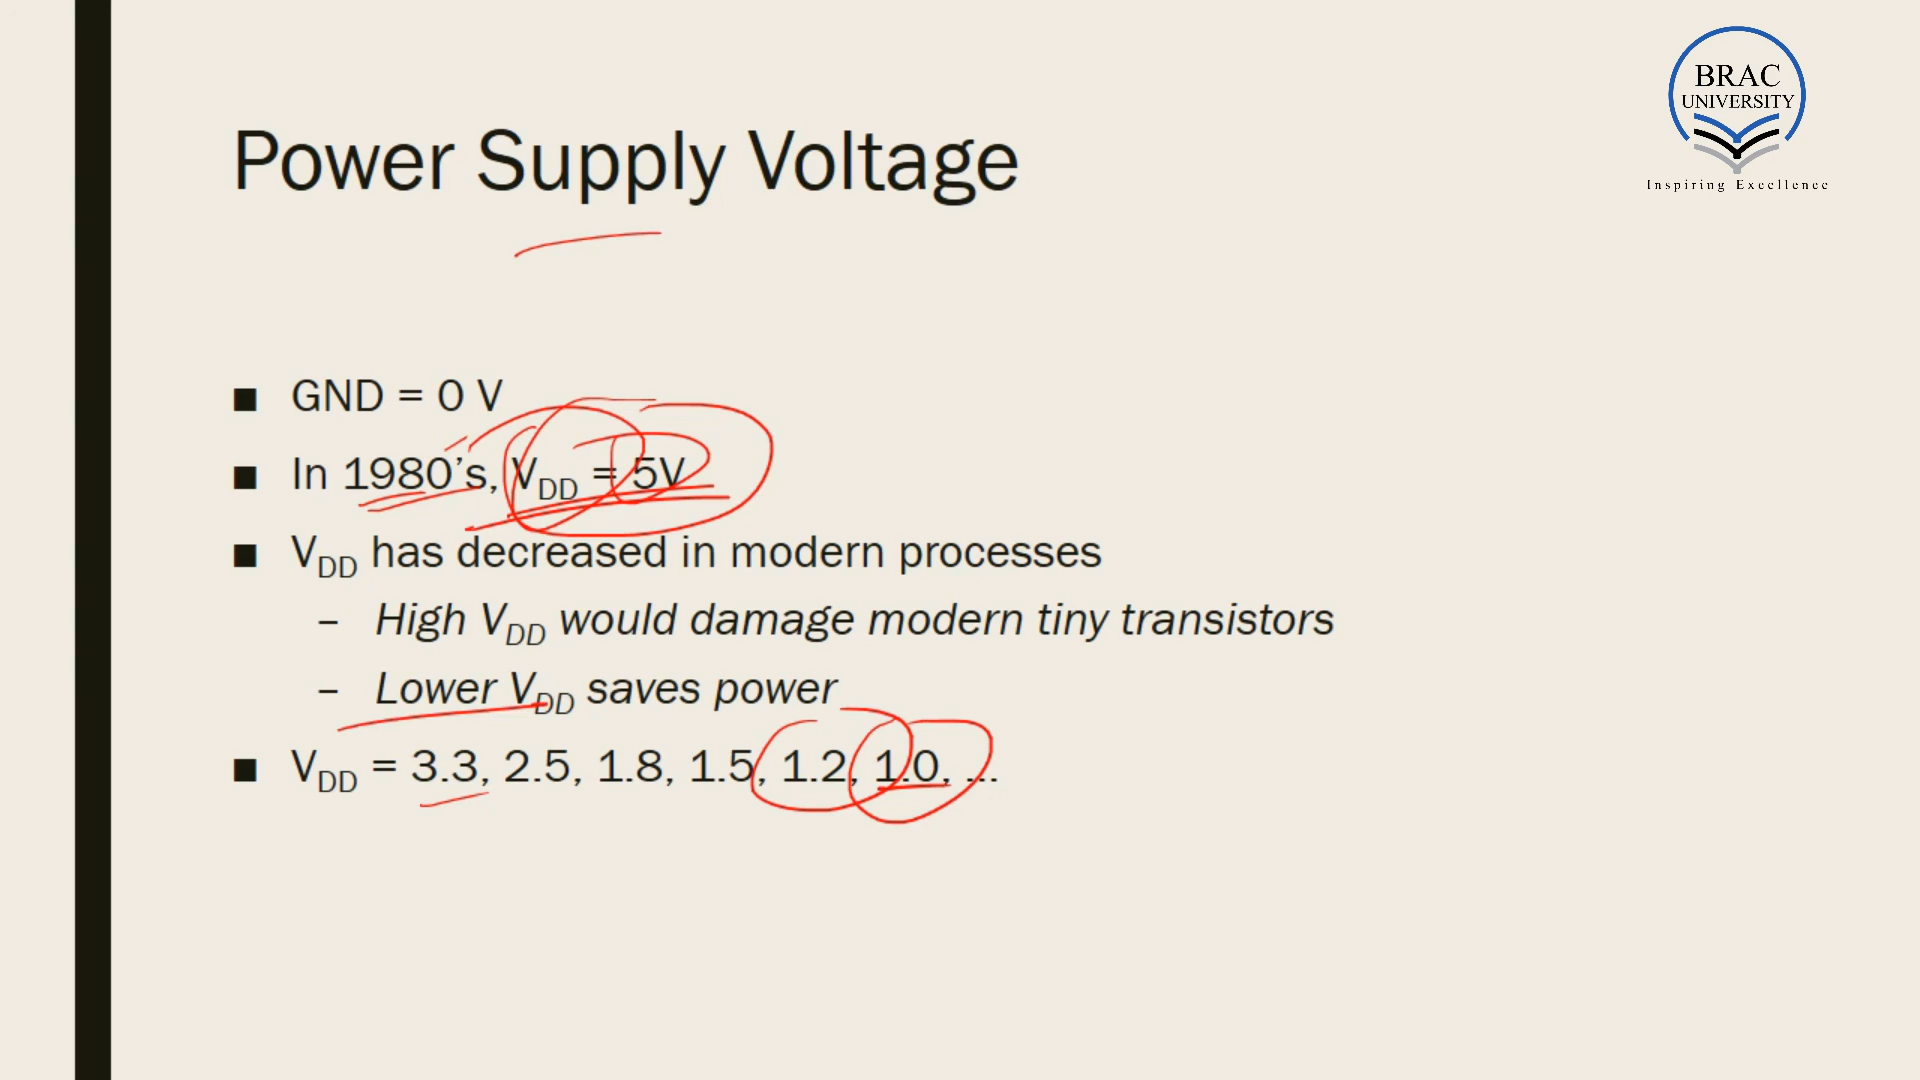 BRAC
UNIVERSITY
Inspiring Excellence
Power Supply Voltage
■ GND = 0 V
■ In 1980’s, VDD = 5V
■ VDD has decreased in modern processes
– High VDD would damage modern tiny transistors
– Lower VDD saves power
■ VDD = 3.3, 2.5, 1.8, 1.5, 1.2, 1.0, ...